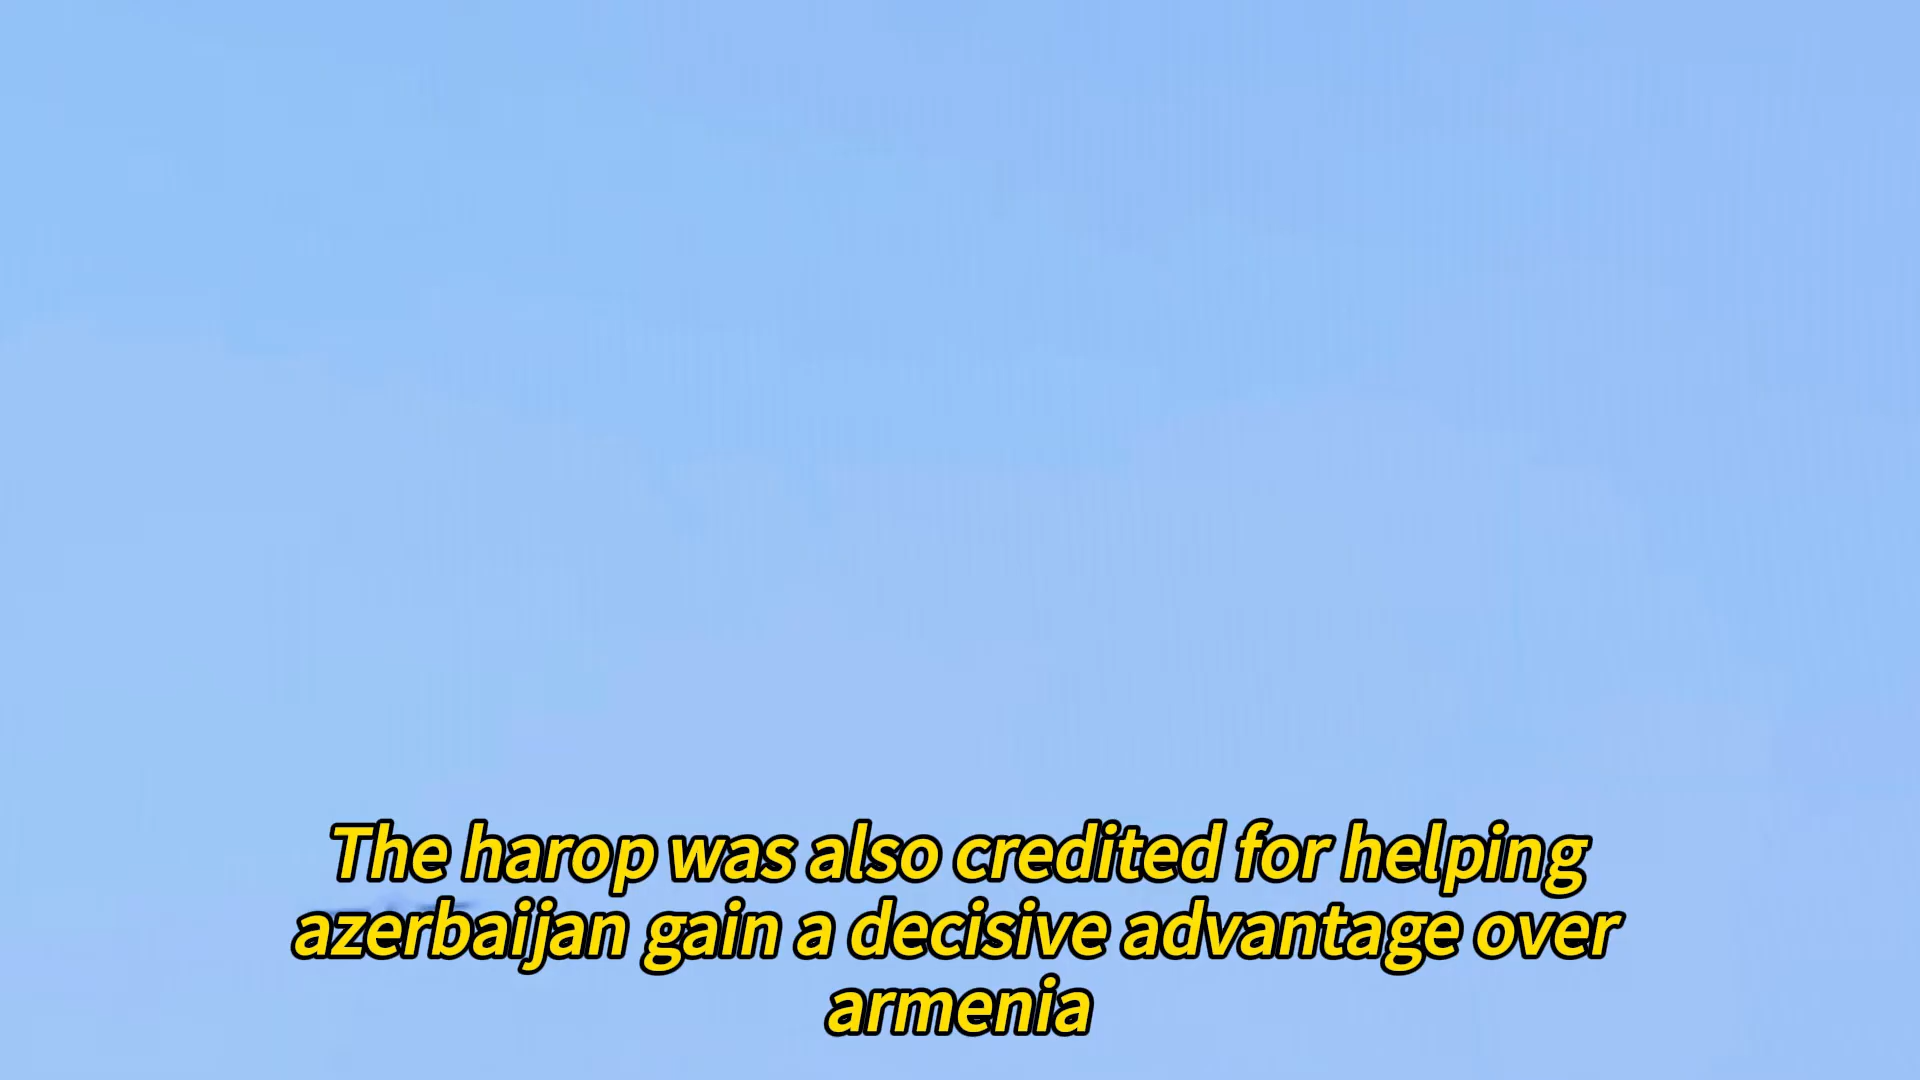 The harop was also credited for helping
azerbaijan gain a decisive advantage over
armenia